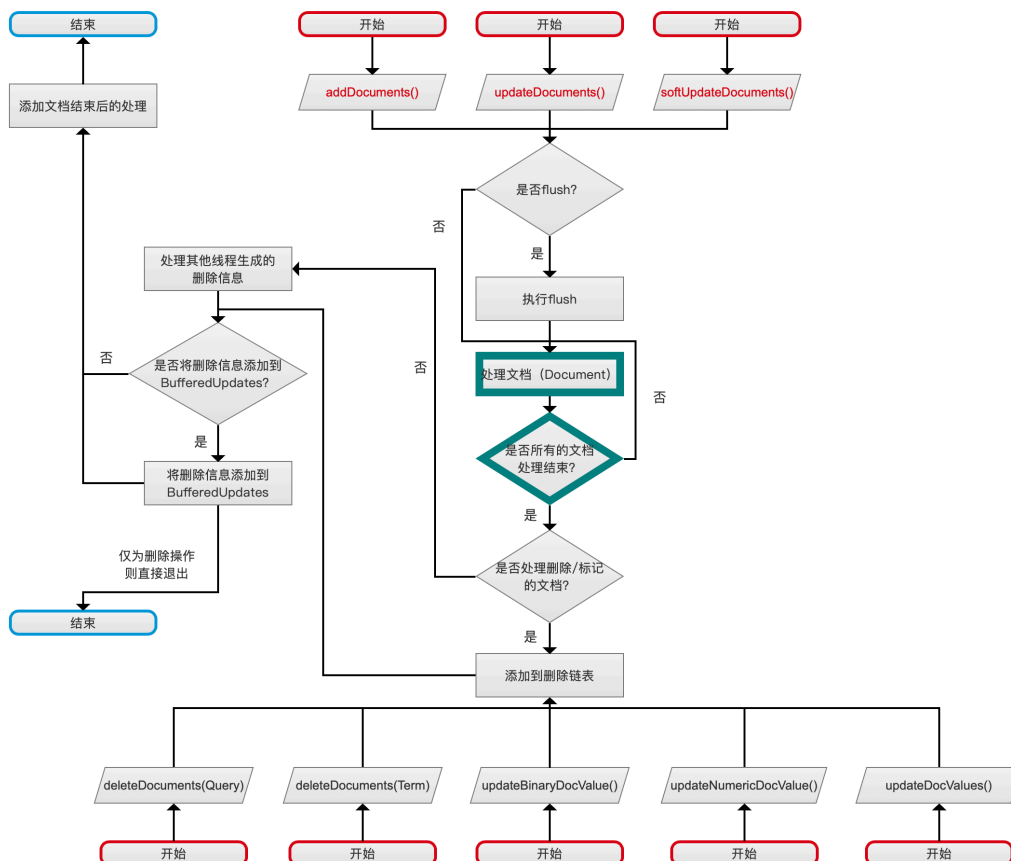 结束
开始
开始
开始
添加文档结束后的处理
addDocuments()
updateDocuments()
softUpdateDocuments()
是否flush?
否
是
处理其他线程生成的
删除信息
执行flush
否
是否将删除信息添加到
BufferedUpdates?
否
处理文档（Document）
否
是
是否所有的文档
处理结束?
将删除信息添加到
BufferedUpdates
是
仅为删除操作
则直接退出
是否处理删除/标记
的文档?
结束
是
添加到删除链表
deleteDocuments(Query)
deleteDocuments(Term)
updateBinaryDocValue()
updateNumericDocValue()
updateDocValues()
开始
开始
开始
开始
开始